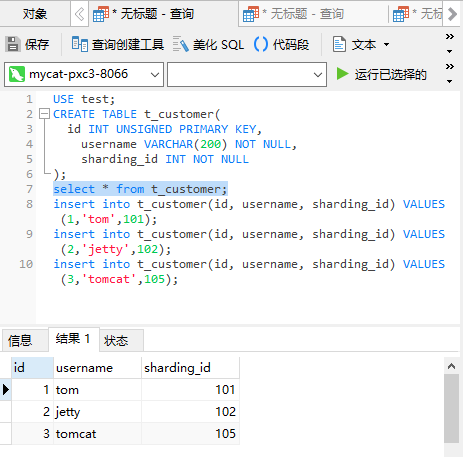 对象 * 无标题 - 查询 * 无标题 - 查询 * 无标
保存 查询创建工具 美化 SQL () 代码段 文本
mycat-pxc3-8066 运行已选择的
1 USE test;
2 CREATE TABLE t_customer(
3 id INT UNSIGNED PRIMARY KEY,
4 username VARCHAR(200) NOT NULL,
5 sharding_id INT NOT NULL
6 );
7 select * from t_customer;
8 insert into t_customer(id, username, sharding_id) VALUES
(1,'tom',101);
9 insert into t_customer(id, username, sharding_id) VALUES
(2,'jetty',102);
10 insert into t_customer(id, username, sharding_id) VALUES
(3,'tomcat',105);
信息 结果 1 状态
id username sharding_id
1 tom 101
2 jetty 102
3 tomcat 105